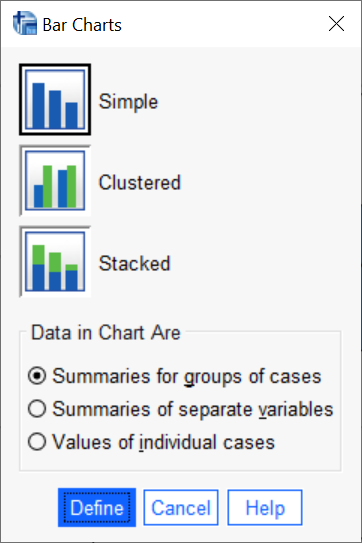 Bar Charts
Simple
Clustered
Stacked
Data in Chart Are
Summaries for groups of cases
Summaries of separate variables
Values of individual cases
Define Cancel Help